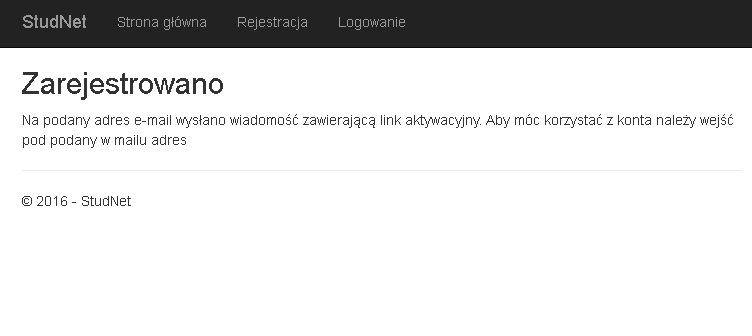 StudNet Strona główna Rejestracja Logowanie
Zarejestrowano
Na podany adres e-mail wysłano wiadomość zawierającą link aktywacyjny. Aby móc korzystać z konta należy wejść
pod podany w mailu adres
© 2016 - StudNet